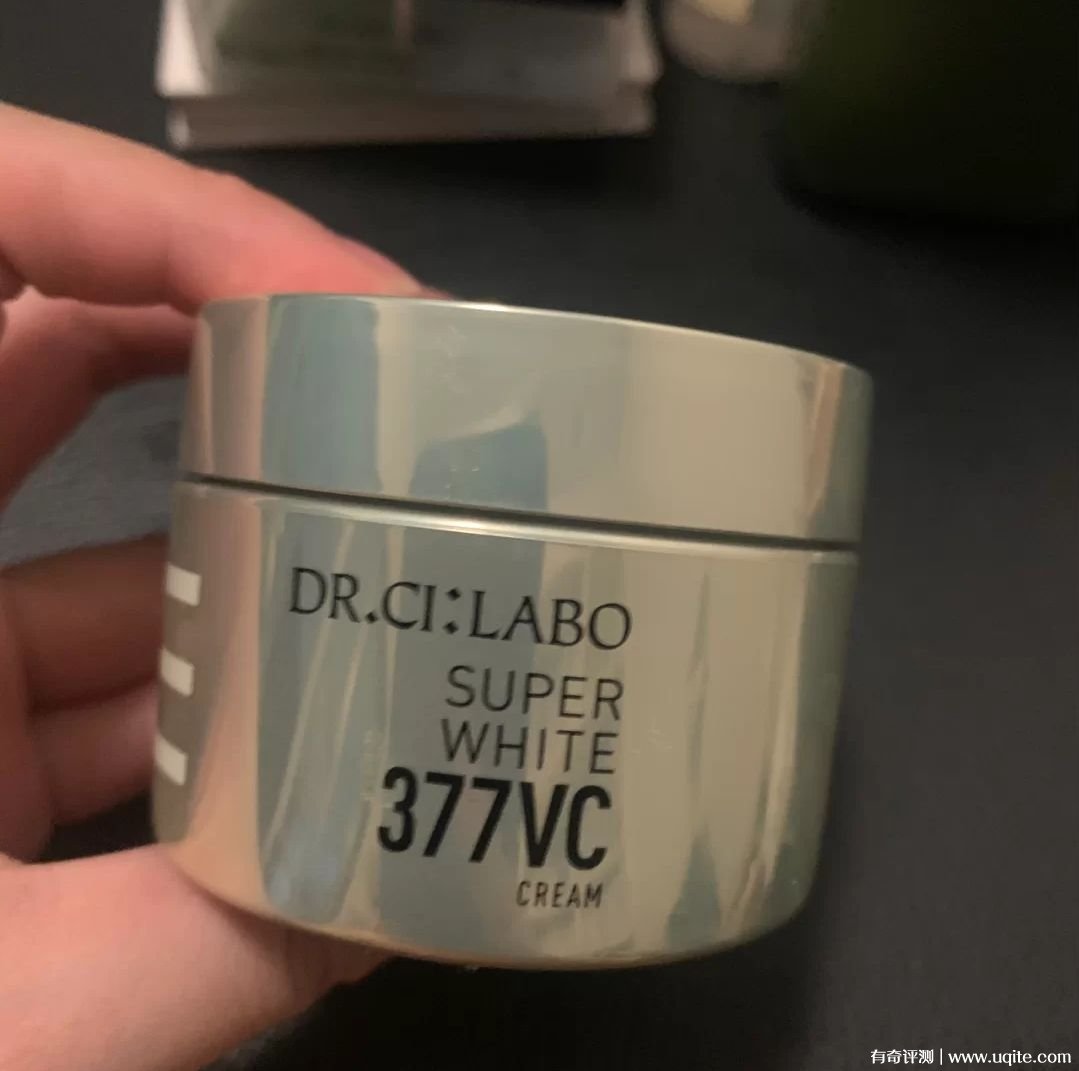 DR.CI:LABO
SUPER
WHITE
377VC
CREAM
有奇评测 | www.uqite.com